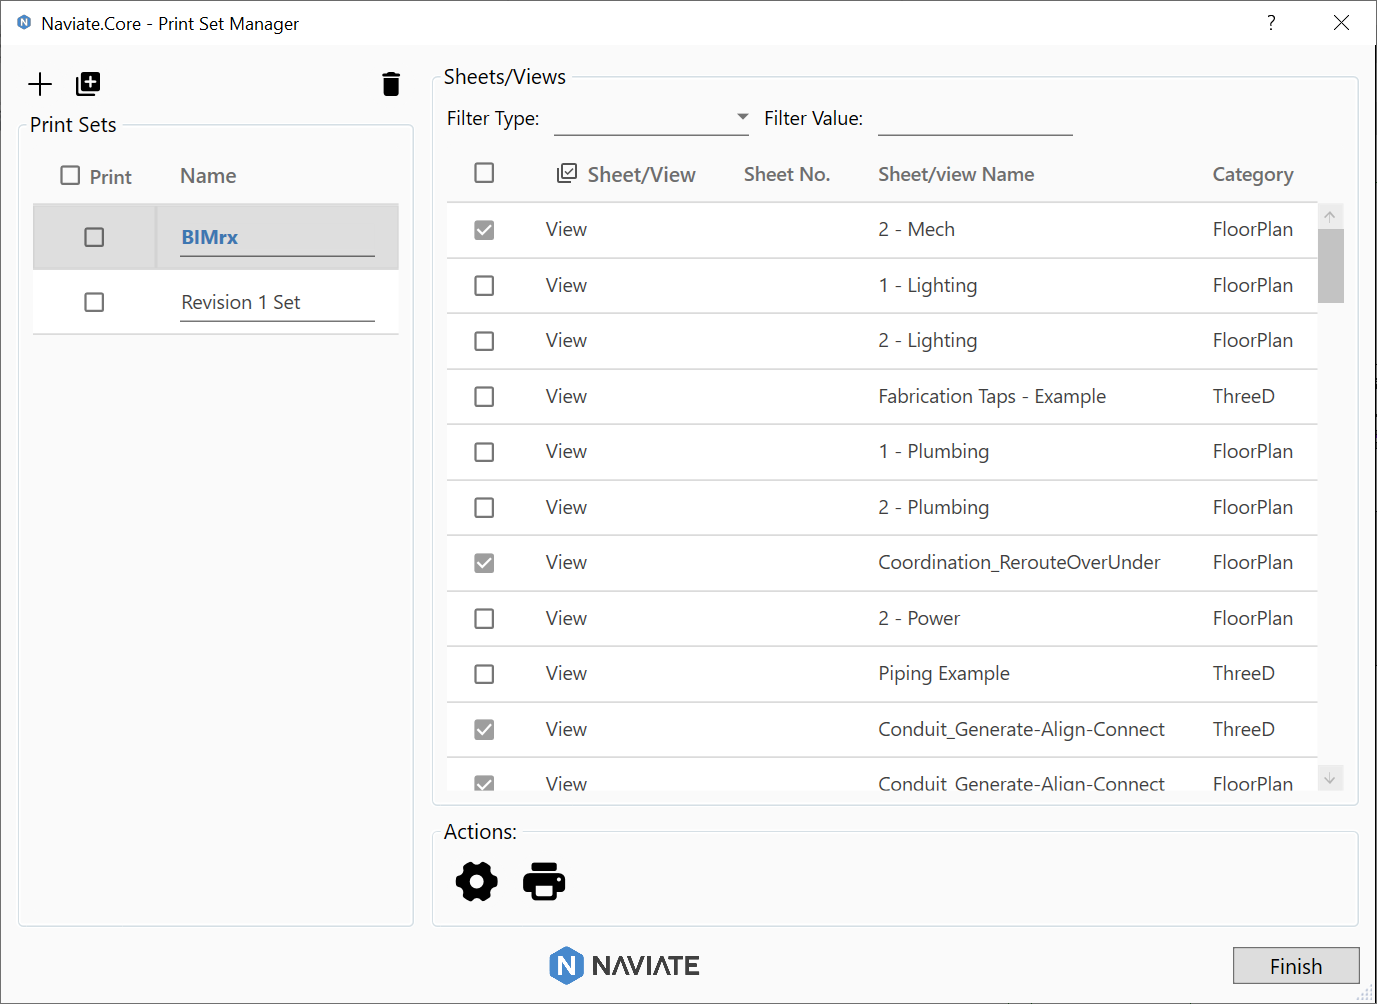 Naviate.Core - Print Set Manager
?
Print Sets
Print Name
BIMrx
Revision 1 Set
Sheets/Views
Filter Type: Filter Value:
Sheet/View Sheet No. Sheet/view Name Category
View 2 - Mech FloorPlan
View 1 - Lighting FloorPlan
View 2 - Lighting FloorPlan
View Fabrication Taps - Example ThreeD
View 1 - Plumbing FloorPlan
View 2 - Plumbing FloorPlan
View Coordination_RerouteOverUnder FloorPlan
View 2 - Power FloorPlan
View Piping Example ThreeD
View Conduit_Generate-Align-Connect ThreeD
View Conduit_Generate-Align-Connect FloorPlan
Actions:
N NAVIATE
Finish